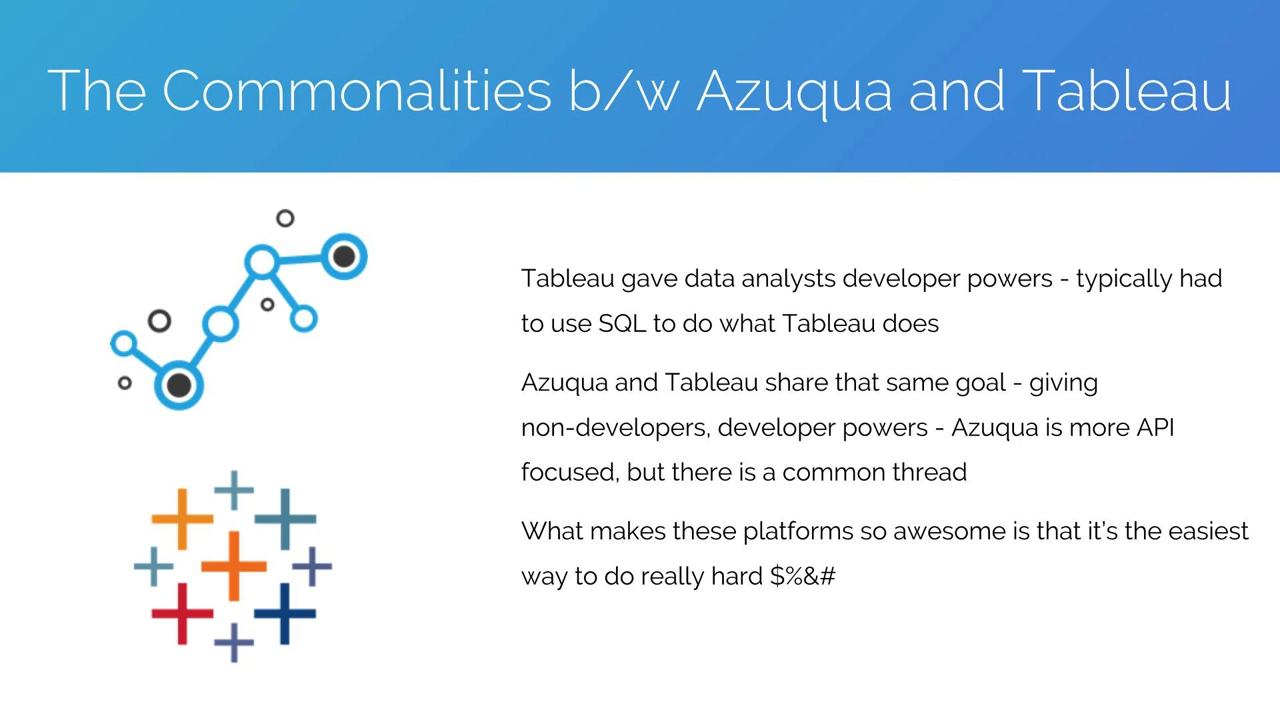 The Commonalities b/w Azuqua and Tableau
Tableau gave data analysts developer powers - typically had
to use SQL to do what Tableau does
Azuqua and Tableau share that same goal - giving
non-developers, developer powers - Azuqua is more API
focused, but there is a common thread
What makes these platforms so awesome is that it's the easiest
way to do really hard $%&#